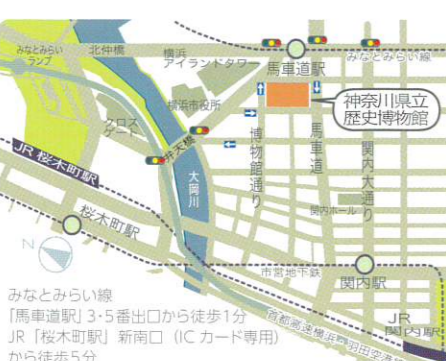 みなとみらい
ランプ
北仲橋
横浜
アイランドタワー
馬車道駅
みなとみらい線
神奈川県立
歴史博物館
横浜市役所
クロス
ゲート
弁天橋
大岡川
博物館通り
馬車道
関内大通り
関内ホール
JR 桜木町駅
桜木町駅
N
市営地下鉄
関内駅
JR
関内駅
首都高速横浜羽田空港
みなとみらい線
「馬車道駅」3・5番出口から徒歩1分
JR「桜木町駅」新南口（ICカード専用）
から徒歩5分